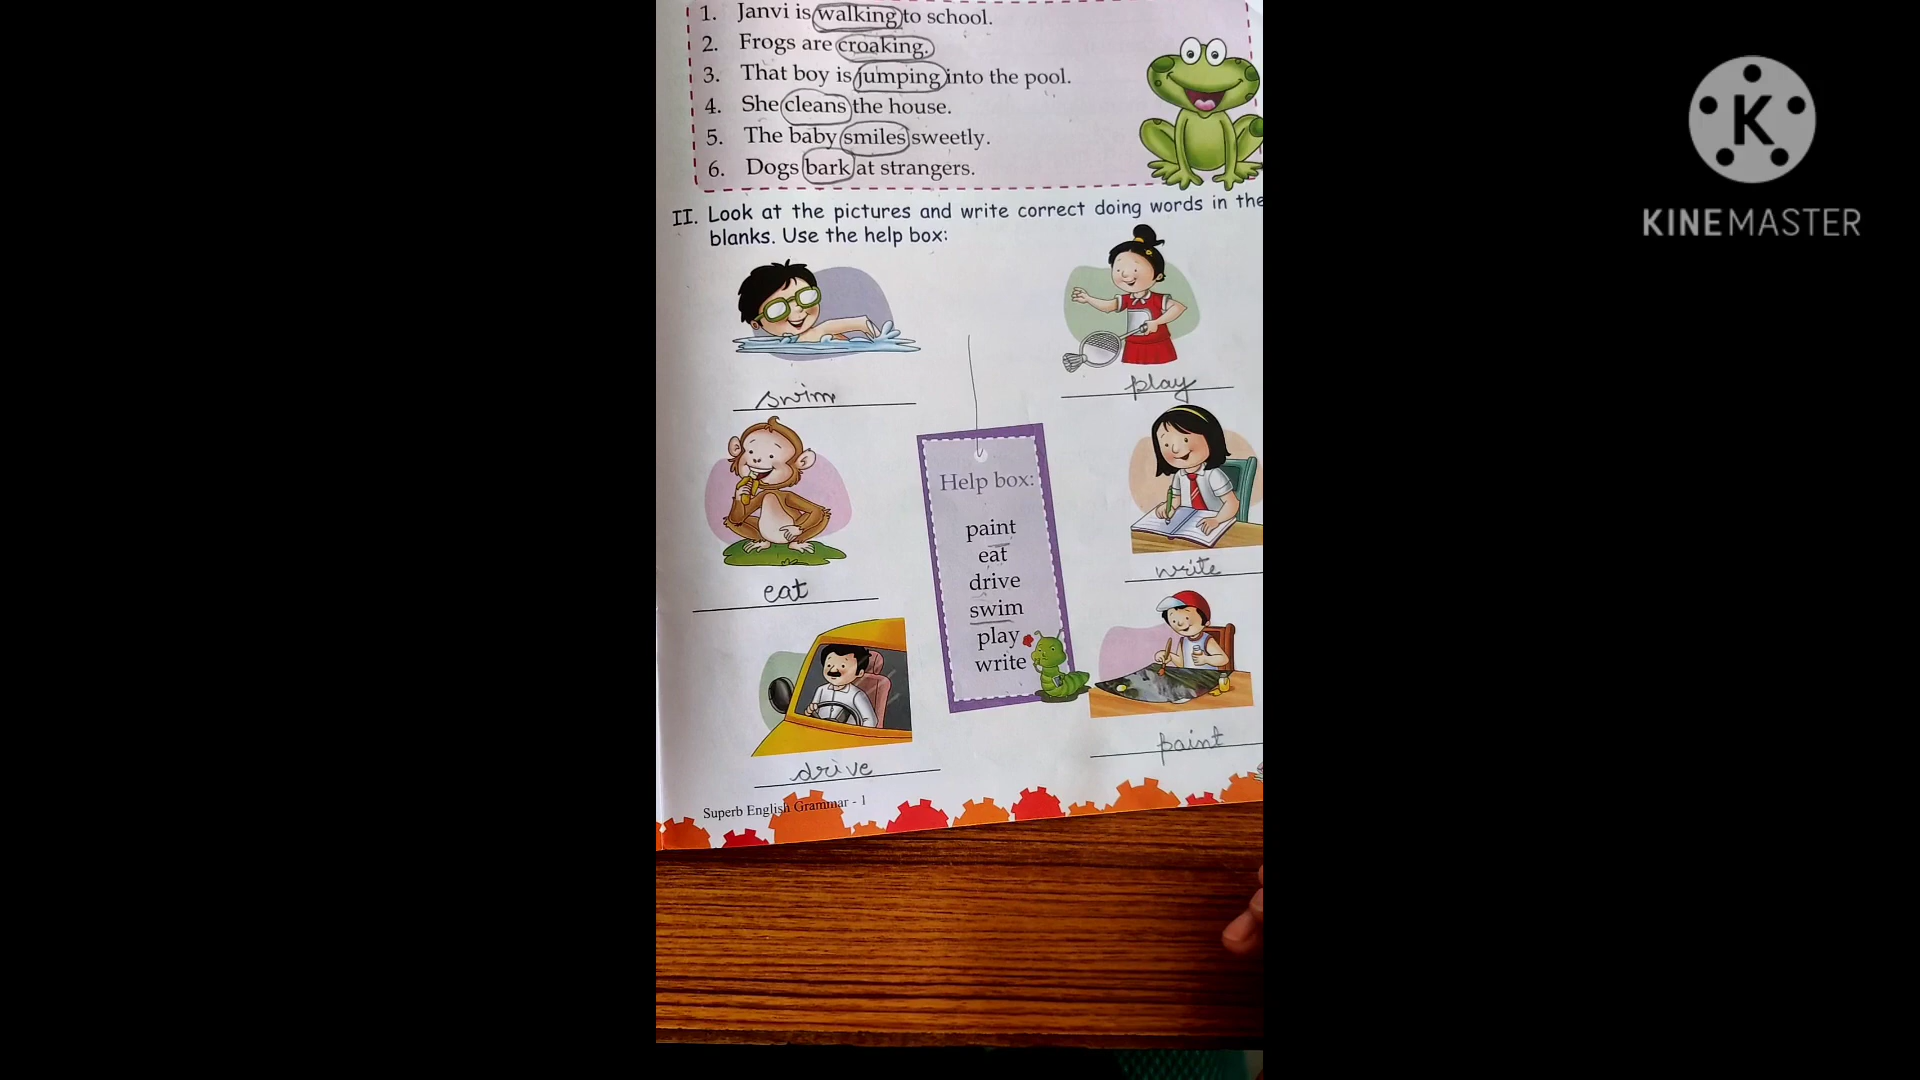 1. Janvi is walking to school.
2. Frogs are croaking.
3. That boy is jumping into the pool.
4. She cleans the house.
5. The baby smiles sweetly.
6. Dogs bark at strangers.
II. Look at the pictures and write correct doing words in the
blanks. Use the help box:
swim
play
eat
write
drive
paint
Help box:
paint
eat
drive
swim
play
write
Superb English Grammar - 1
K
KINEMASTER